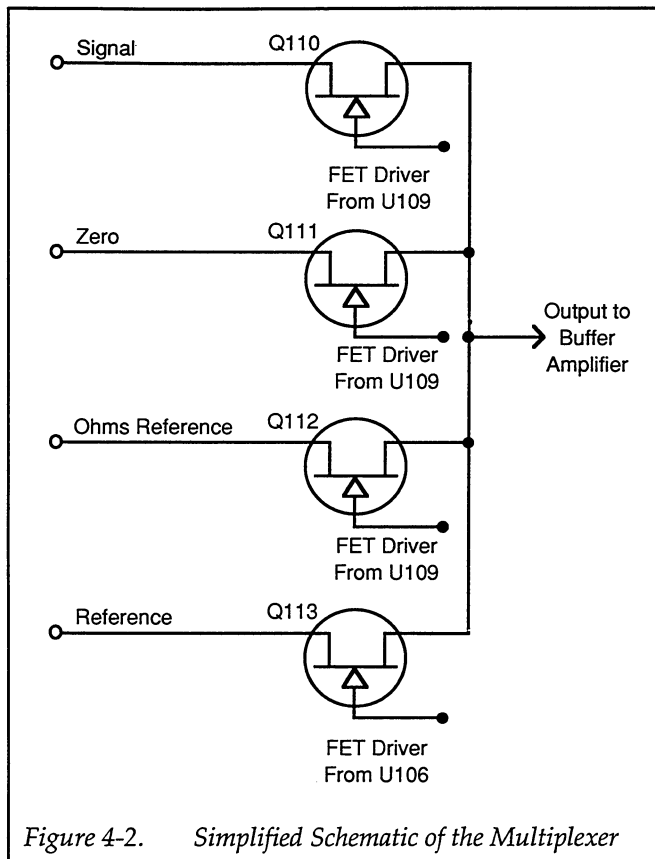 Signal
Q110
FET Driver
From U109
Zero
Q111
FET Driver
From U109
Output to
Buffer
Amplifier
Ohms Reference
Q112
FET Driver
From U109
Reference
Q113
FET Driver
From U106
Figure 4-2. Simplified Schematic of the Multiplexer